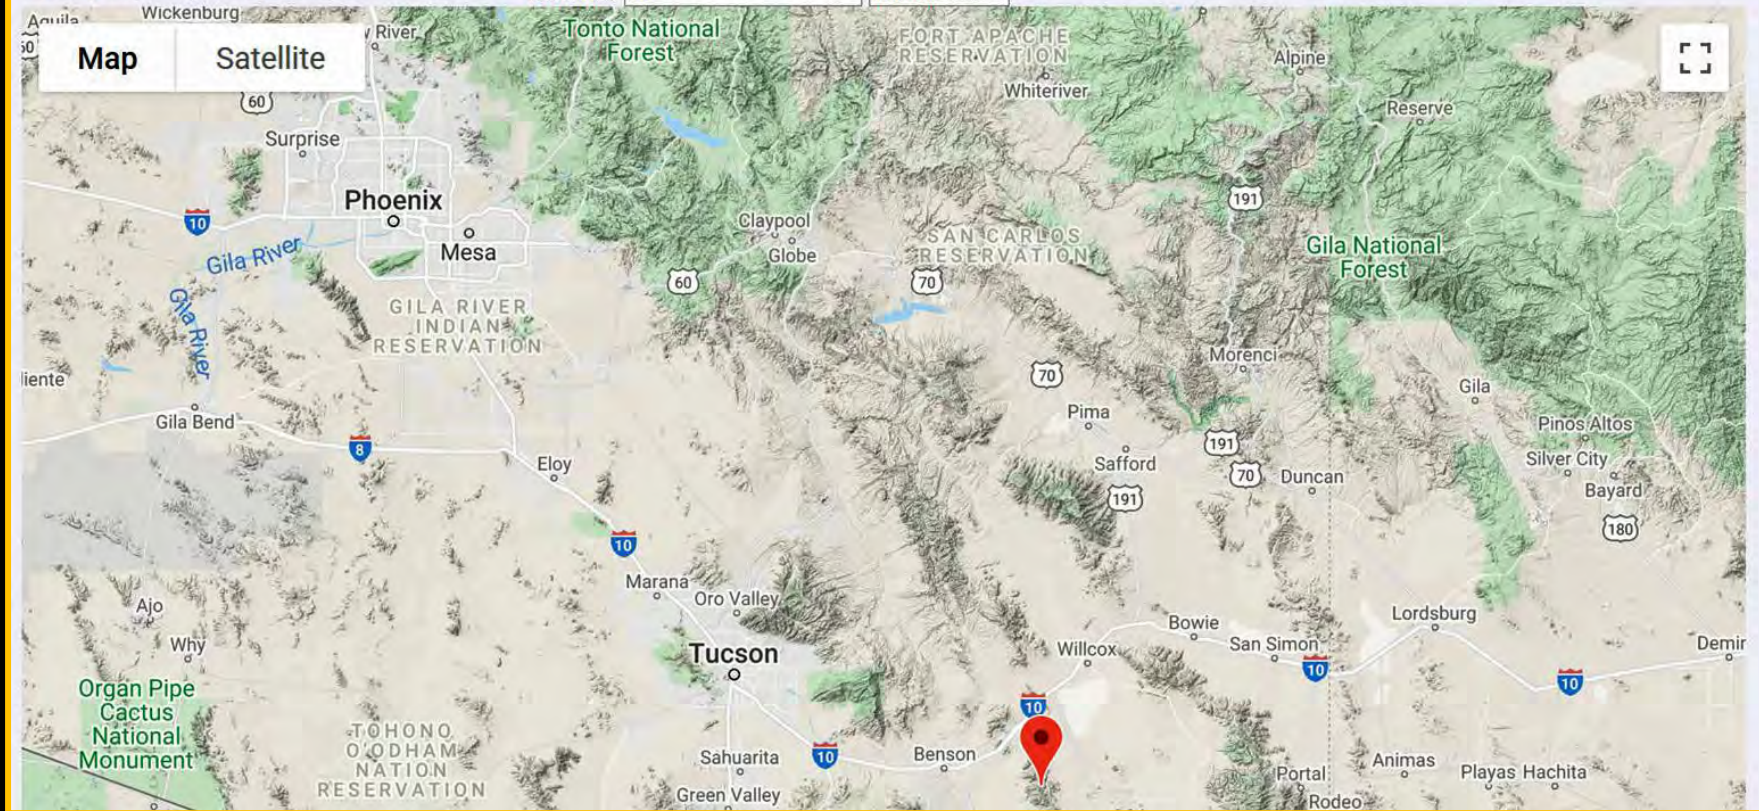 Wickenburg
Aguila
60
Map
Satellite
River
60
Surprise
Phoenix
10
Mesa
Gila River
Gila River
GILA RIVER
INDIAN
RESERVATION
Tonto National
Forest
FORT APACHE
RESERVATION
Whiteriver
Alpine
Reserve
191
Claypool
Globe
60
SAN CARLOS
RESERVATION
70
Gila National
Forest
liente
Gila Bend
8
Eloy
70
Morenci
Gila
Pima
Pinos Altos
191
Safford
70
Duncan
Silver City
191
Bayard
180
10
Marana
Oro Valley
Ajo
Why
Tucson
Bowie
Lordsburg
Willcox
San Simon
10
Demin
10
Organ Pipe
Cactus
National
Monument
TOHONO
O'ODHAM
NATION
RESERVATION
10
Sahuarita
10
Benson
Green Valley
Portal
Animas
Playas
Hachita
Rodeo